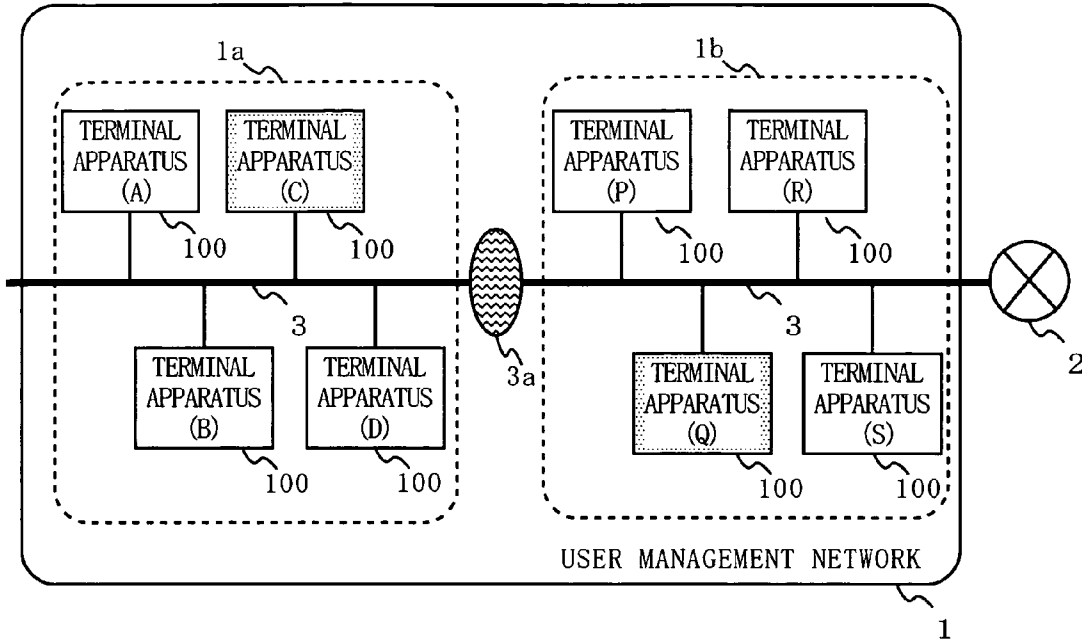 1a
1b
TERMINAL
APPARATUS
(A)
TERMINAL
APPARATUS
(C)
TERMINAL
APPARATUS
(P)
TERMINAL
APPARATUS
(R)
100
100
100
100
3
3a
3
2
TERMINAL
APPARATUS
(B)
TERMINAL
APPARATUS
(D)
TERMINAL
APPARATUS
(Q)
TERMINAL
APPARATUS
(S)
100
100
100
100
USER MANAGEMENT NETWORK
1